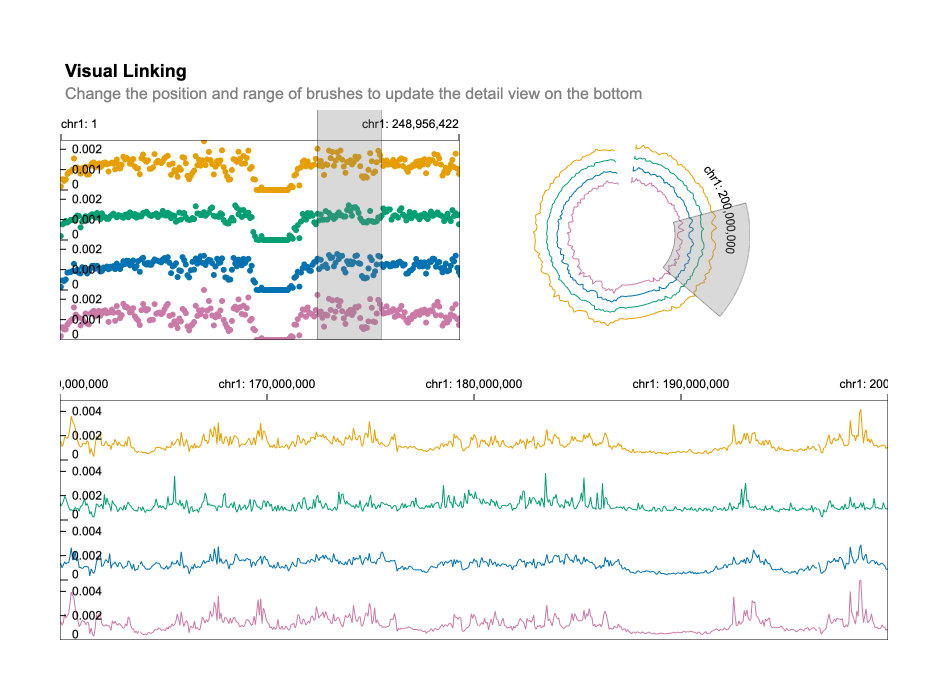 Visual Linking
Change the position and range of brushes to update the detail view on the bottom
chr1: 1
chr1: 248,956,422
0.002
0.001
0
0.002
0.001
0
0.002
0.001
0
0.002
0.001
0
chr1: 200,000,000
0,000,000
chr1: 170,000,000
chr1: 180,000,000
chr1: 190,000,000
chr1: 200
0.004
0.002
0
0.004
0.002
0
0.004
0.002
0
0.004
0.002
0